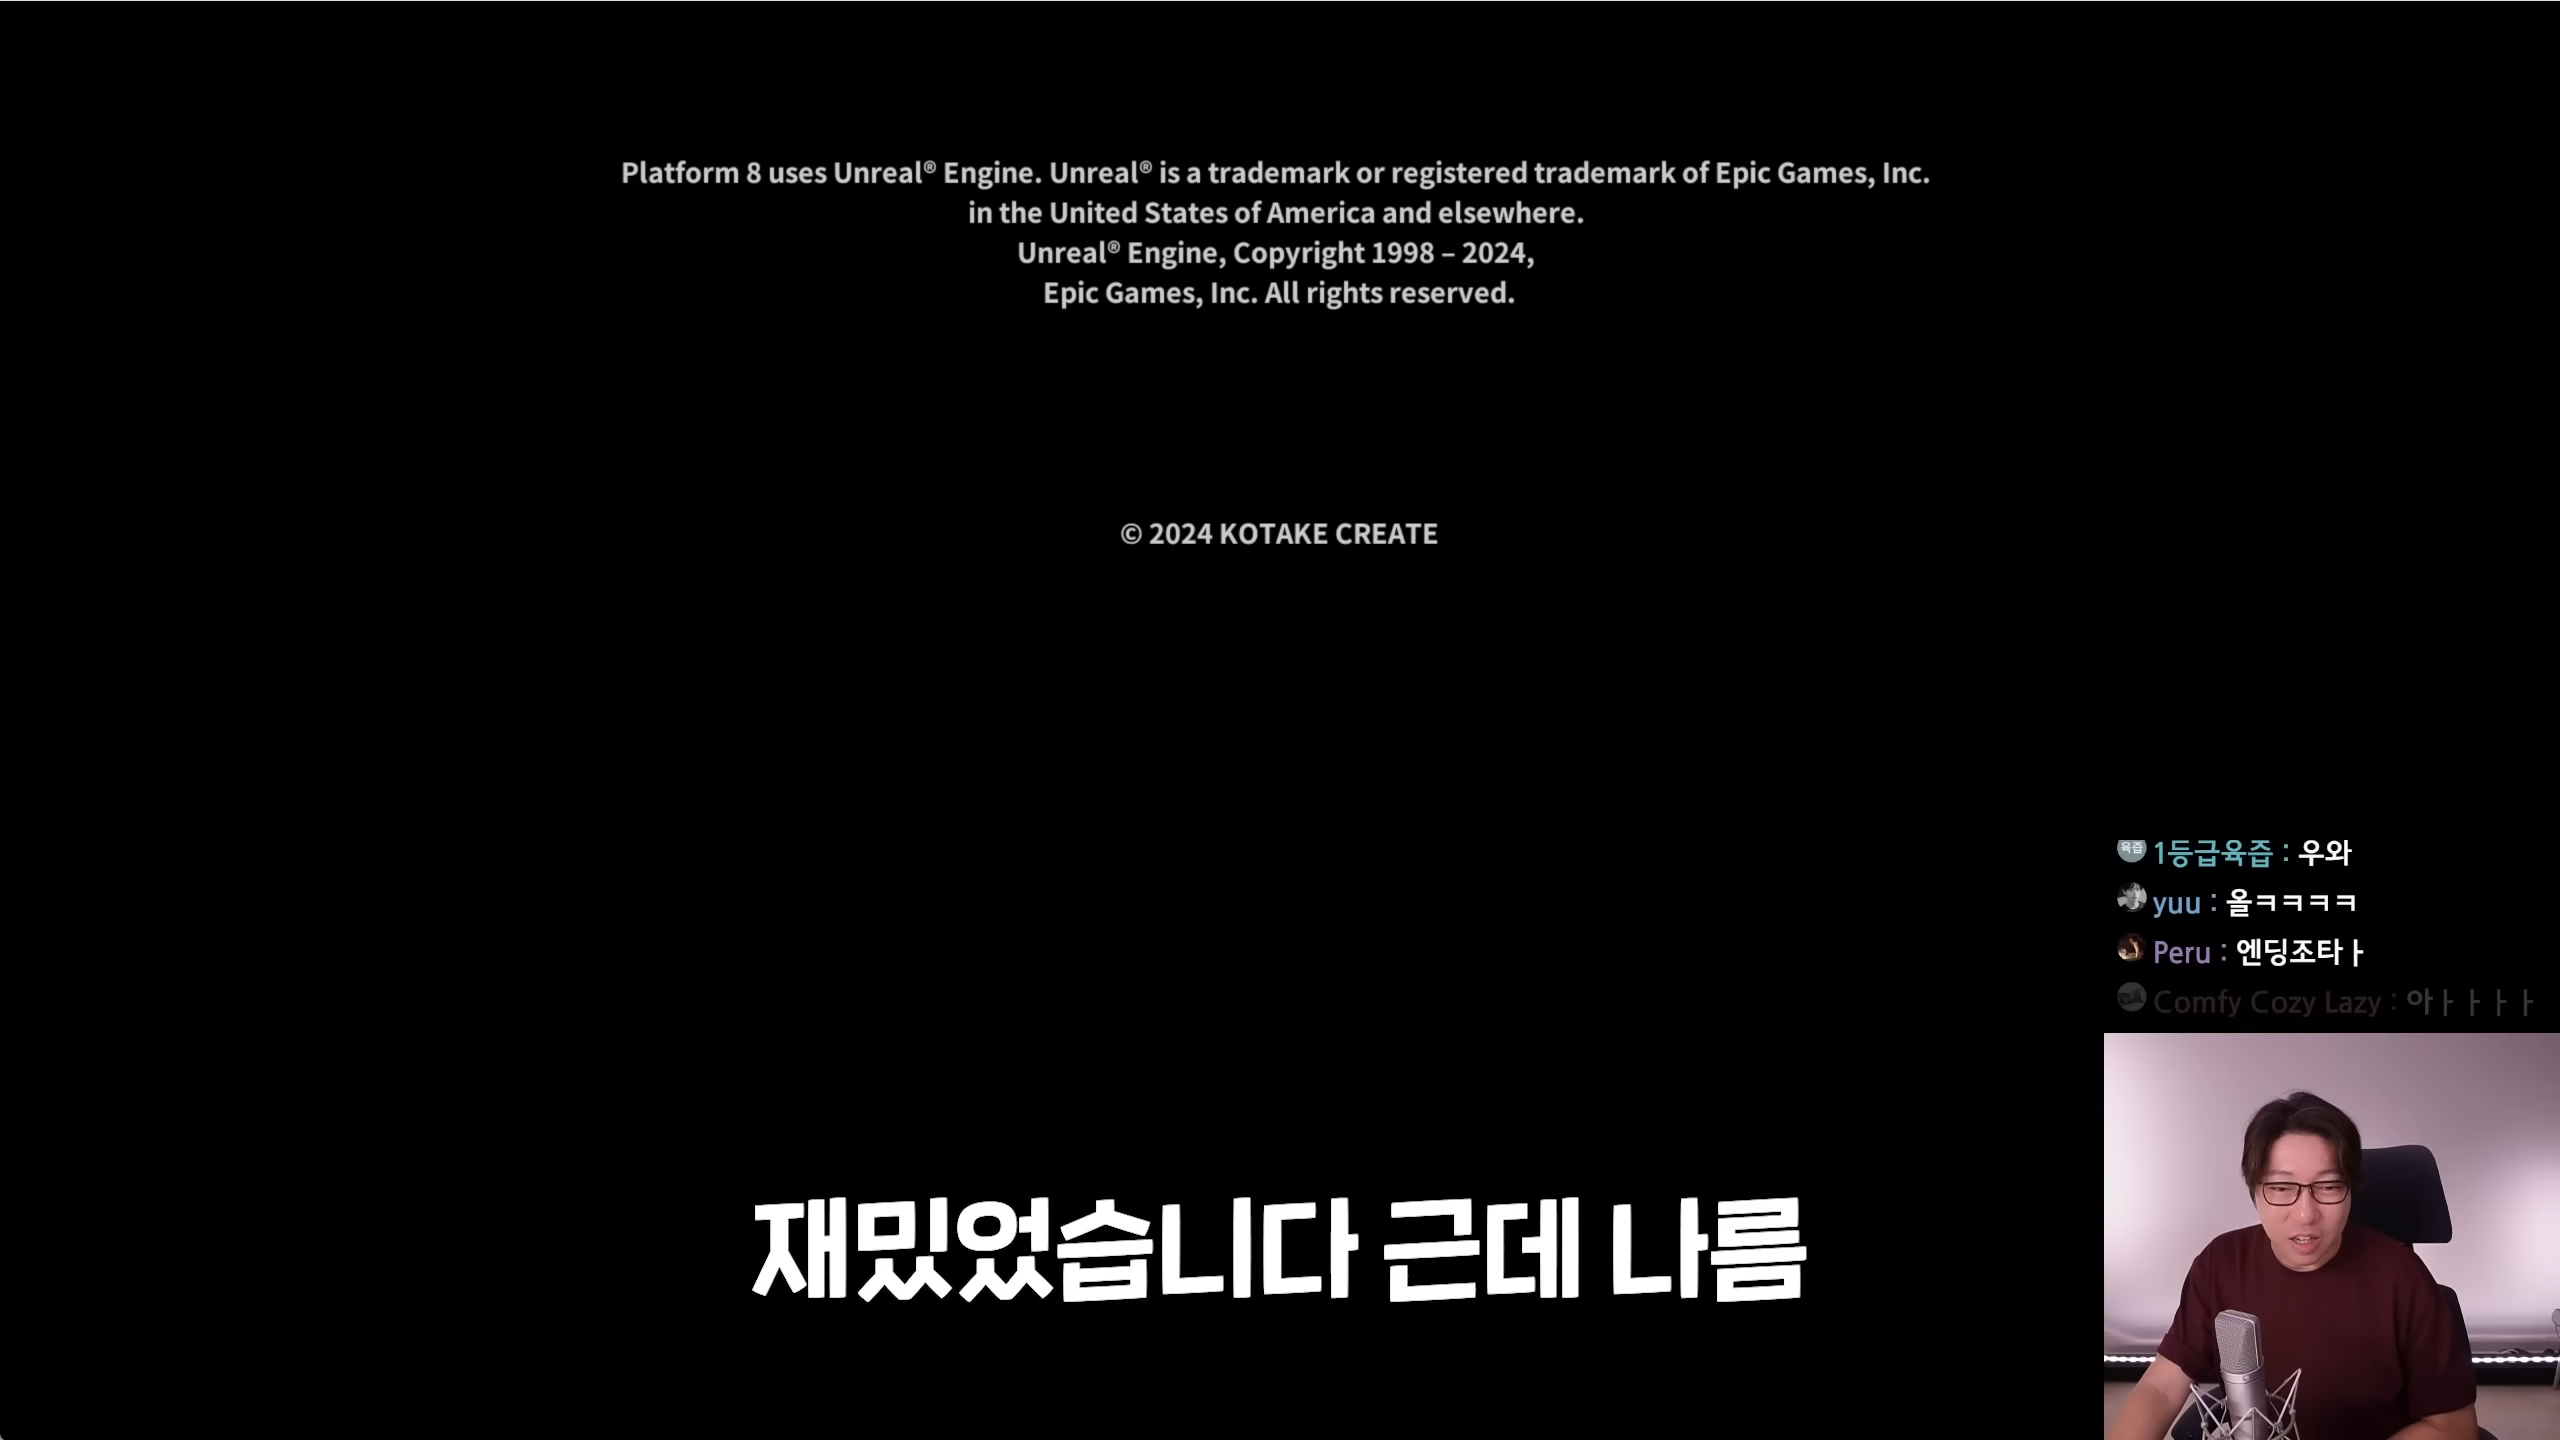 Platform 8 uses Unreal® Engine. Unreal® is a trademark or registered trademark of Epic Games, Inc.
in the United States of America and elsewhere.
Unreal® Engine, Copyright 1998 – 2024,
Epic Games, Inc. All rights reserved.
© 2024 KOTAKE CREATE
육즙 1등급육즙 : 우와
yuu : 올ㅋㅋㅋㅋ
Peru : 엔딩조타ㅏ
Comfy Cozy Lazy : 아ㅏㅏㅏㅏ
재밌었습니다 근데 나름